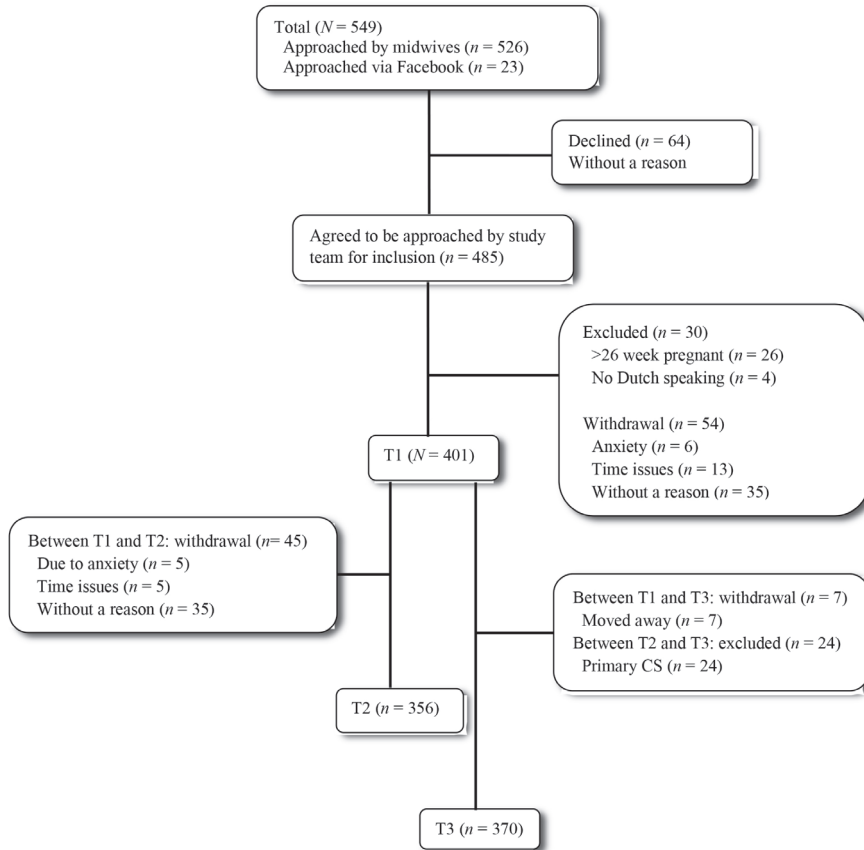 Total (N = 549)
Approached by midwives (n = 526)
Approached via Facebook (n = 23)
Declined (n = 64)
Without a reason
Agreed to be approached by study
team for inclusion (n = 485)
Excluded (n = 30)
>26 week pregnant (n = 26)
No Dutch speaking (n = 4)
Withdrawal (n = 54)
Anxiety (n = 6)
Time issues (n = 13)
Without a reason (n = 35)
T1 (N = 401)
Between T1 and T2: withdrawal (n= 45)
Due to anxiety (n = 5)
Time issues (n = 5)
Without a reason (n = 35)
Between T1 and T3: withdrawal (n = 7)
Moved away (n = 7)
Between T2 and T3: excluded (n = 24)
Primary CS (n = 24)
T2 (n = 356)
T3 (n = 370)